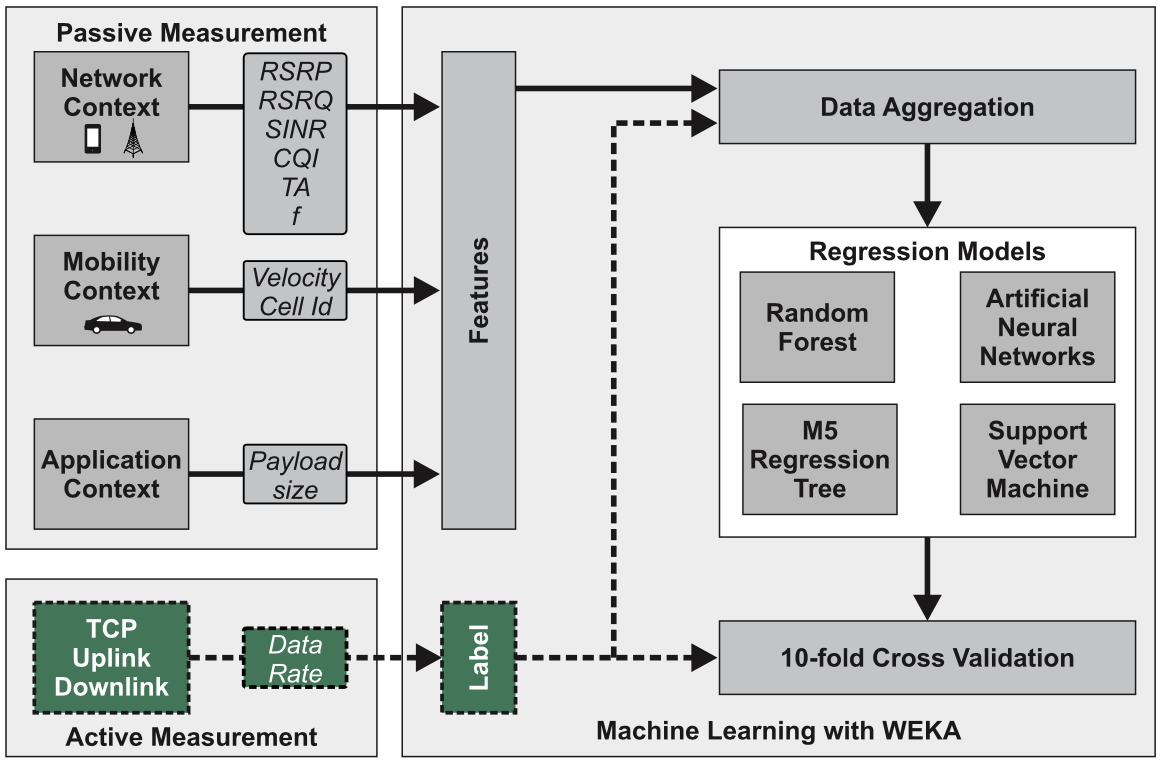 Passive Measurement
Network
Context
RSRP
RSRQ
SINR
CQI
TA
f
Mobility
Context
Velocity
Cell Id
Application
Context
Payload
size
TCP
Uplink
Downlink
Data
Rate
Active Measurement
Features
Label
Data Aggregation
Regression Models
Random
Forest
Artificial
Neural
Networks
M5
Regression
Tree
Support
Vector
Machine
10-fold Cross Validation
Machine Learning with WEKA